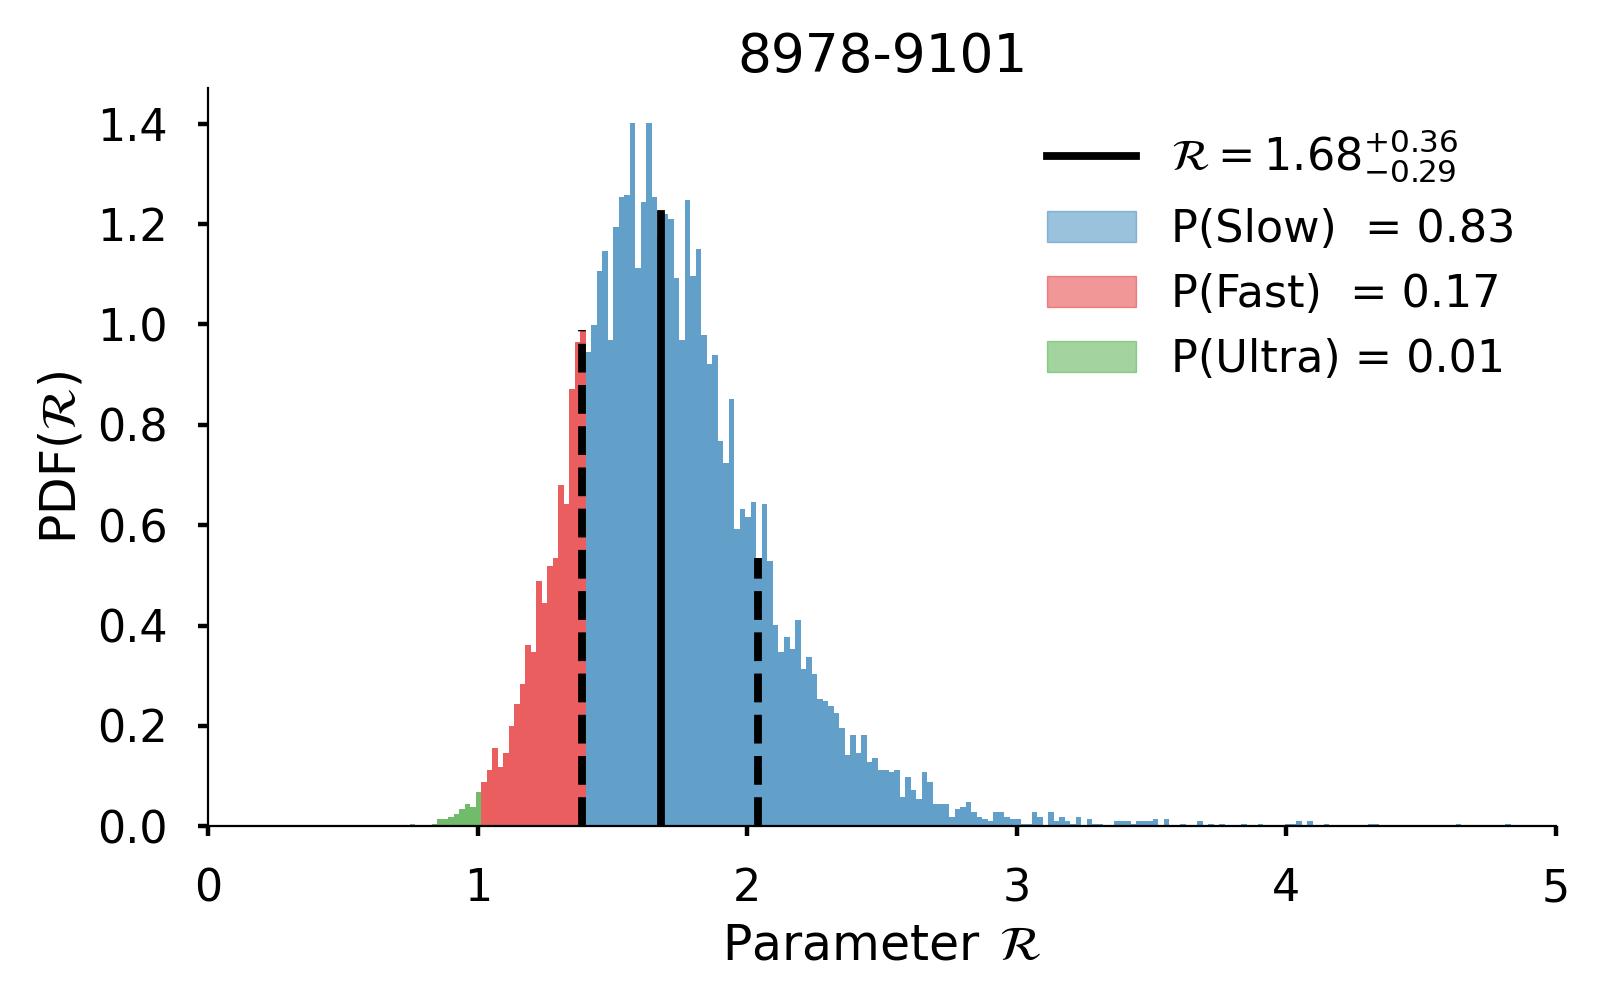 8978-9101
ℛ = 1.68 +0.36 −0.29
P(Slow) = 0.83
P(Fast) = 0.17
P(Ultra) = 0.01
1.4
1.2
1.0
0.8
0.6
0.4
0.2
0.0
PDF(ℛ)
0 1 2 3 4 5
Parameter ℛ